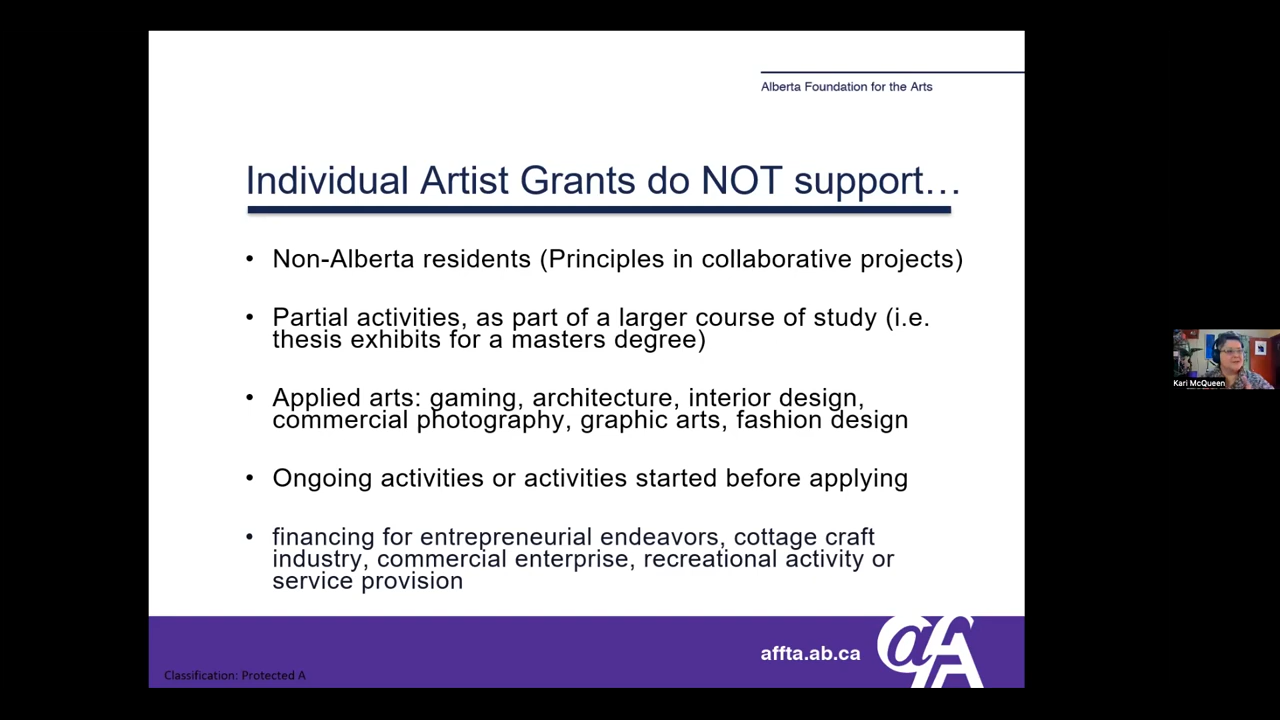 Alberta Foundation for the Arts
Individual Artist Grants do NOT support…
• Non-Alberta residents (Principles in collaborative projects)
• Partial activities, as part of a larger course of study (i.e.
thesis exhibits for a masters degree)
• Applied arts: gaming, architecture, interior design,
commercial photography, graphic arts, fashion design
• Ongoing activities or activities started before applying
• financing for entrepreneurial endeavors, cottage craft
industry, commercial enterprise, recreational activity or
service provision
affta.ab.ca
afA
Classification: Protected A
Kari McQueen